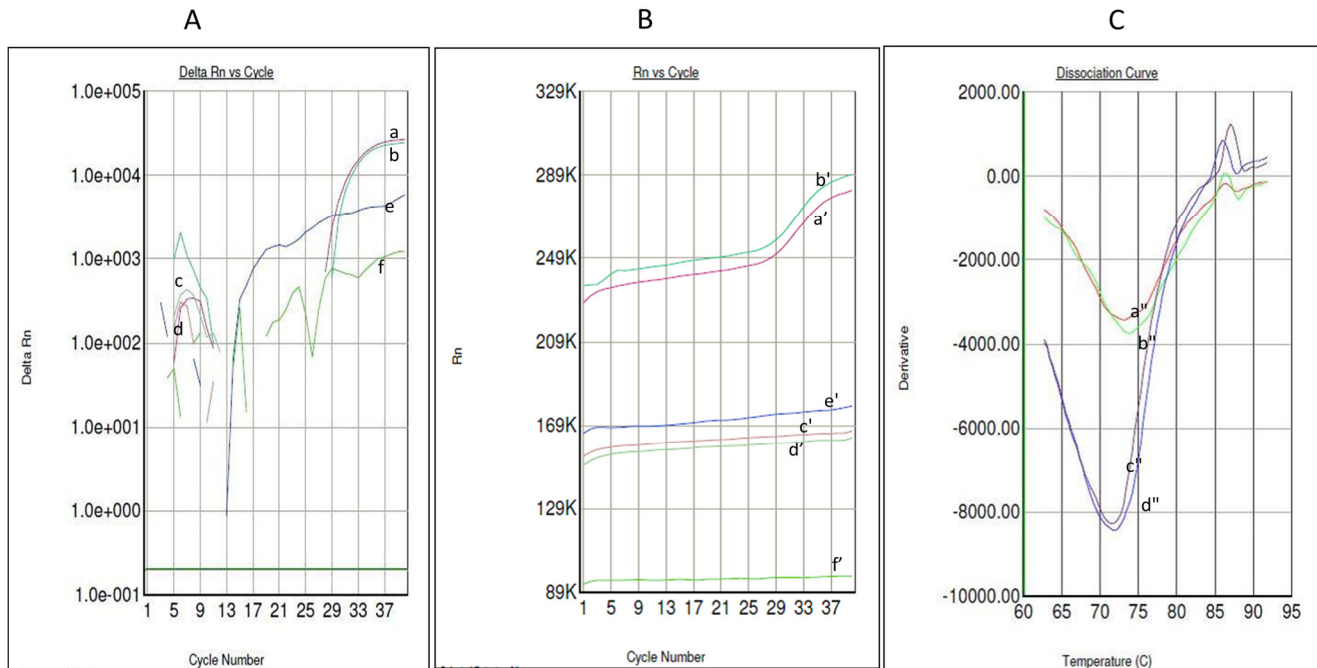 A
B
C
Delta Rn vs Cycle
1.0e+005
1.0e+004
1.0e+003
1.0e+002
1.0e+001
1.0e+000
1.0e-001
Delta Rn
a
b
e
f
c
d
1 5 9 13 17 21 25 29 33 37
Cycle Number
Rn vs Cycle
329K
289K
249K
209K
169K
129K
89K
Rn
b'
a’
e'
c'
d’
f’
1 5 9 13 17 21 25 29 33 37
Cycle Number
Dissociation Curve
2000.00
0.00
-2000.00
-4000.00
-6000.00
-8000.00
-10000.00
Derivative
a"
b"
c"
d"
60 65 70 75 80 85 90 95
Temperature (C)